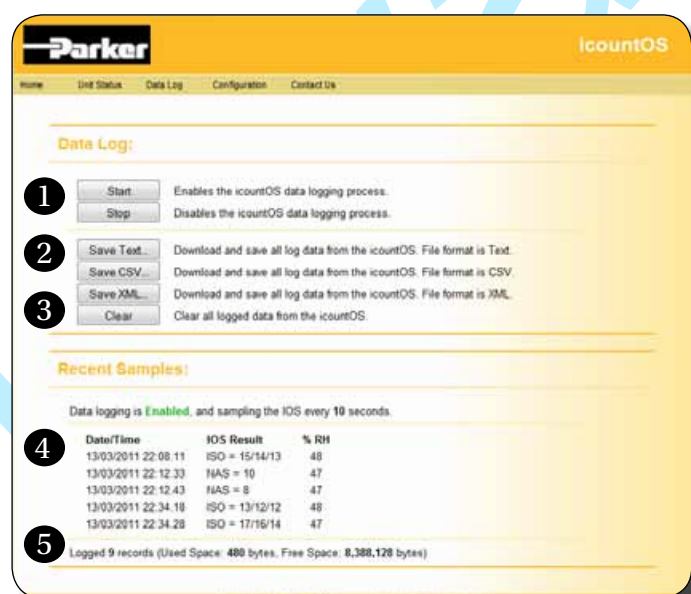 Parker
icountOS
Home Unit Status Data Log Configuration Contact Us
Data Log:
1 Start Enables the icountOS data logging process.
Stop Disables the icountOS data logging process.
2 Save Text... Download and save all log data from the icountOS. File format is Text.
Save CSV... Download and save all log data from the icountOS. File format is CSV.
Save XML... Download and save all log data from the icountOS. File format is XML.
3 Clear Clear all logged data from the icountOS.
Recent Samples:
Data logging is Enabled, and sampling the IOS every 10 seconds.
4 Date/Time IOS Result % RH
13/03/2011 22:08.11 ISO = 15/14/13 48
13/03/2011 22:12.33 NAS = 10 47
13/03/2011 22:12.43 NAS = 8 47
13/03/2011 22:34.18 ISO = 13/12/12 48
13/03/2011 22:34.28 ISO = 17/16/14 47
5 Logged 9 records (Used Space: 480 bytes, Free Space: 8,388,128 bytes)